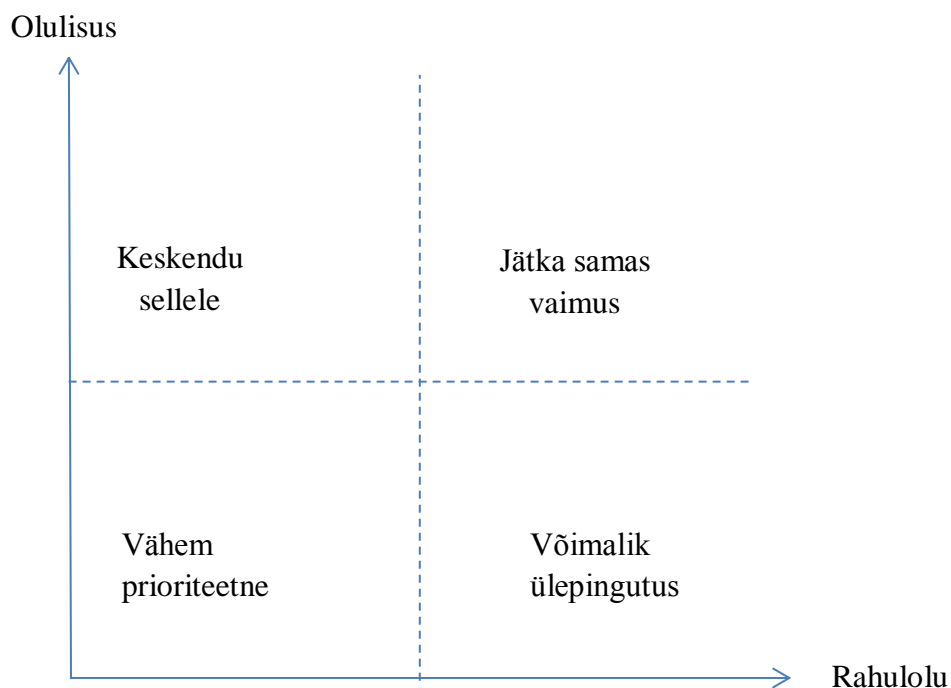 Olulisus
Keskendu
sellele
Jätka samas
vaimus
Vähem
prioriteetne
Võimalik
ülepingutus
Rahulolu